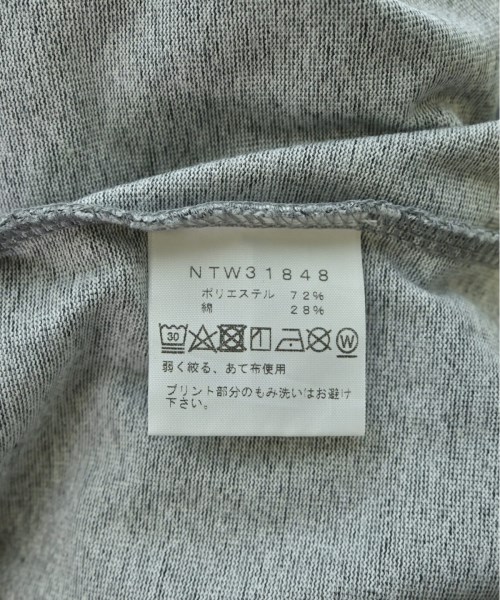 NTW31848
ポリエステル 72%
綿 28%
30 W
弱く絞る、あて布使用
プリント部分のもみ洗いはお避け
下さい。